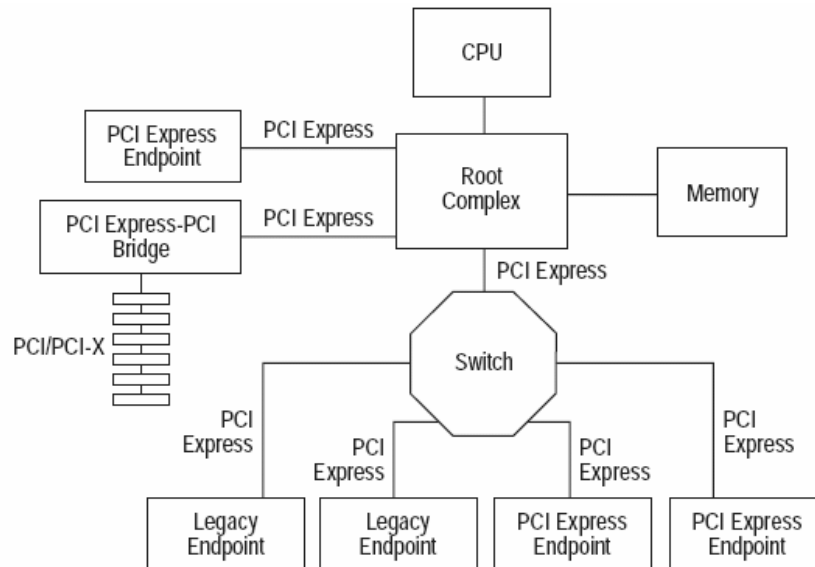 CPU
PCI Express
Endpoint
PCI Express
Root
Complex
Memory
PCI Express-PCI
Bridge
PCI Express
PCI Express
PCI/PCI-X
Switch
PCI
Express
PCI
Express
PCI
Express
PCI
Express
Legacy
Endpoint
Legacy
Endpoint
PCI Express
Endpoint
PCI Express
Endpoint